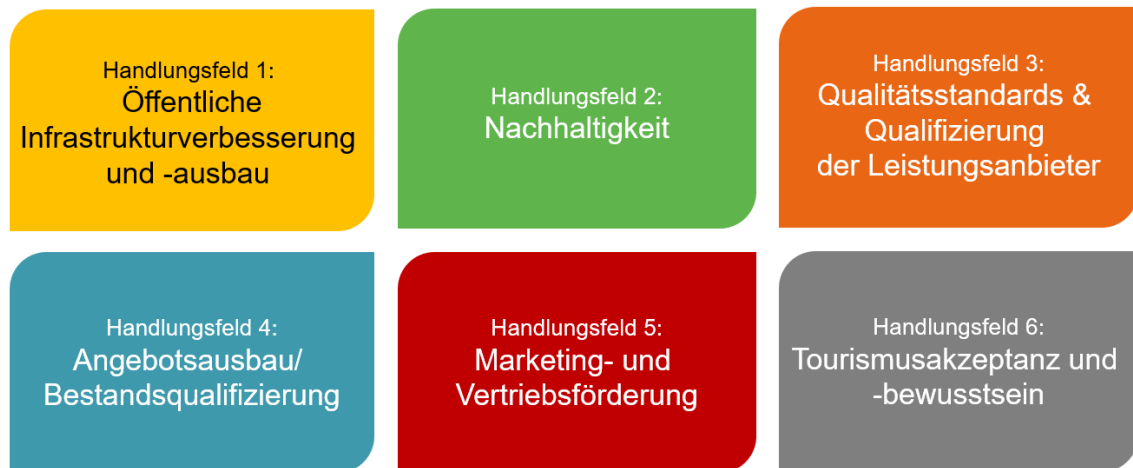 Handlungsfeld 1:
Öffentliche
Infrastrukturverbesserung
und -ausbau
Handlungsfeld 2:
Nachhaltigkeit
Handlungsfeld 3:
Qualitätsstandards &
Qualifizierung
der Leistungsanbieter
Handlungsfeld 4:
Angebotsausbau/
Bestandsqualifizierung
Handlungsfeld 5:
Marketing- und
Vertriebsförderung
Handlungsfeld 6:
Tourismusakzeptanz und
-bewusstsein